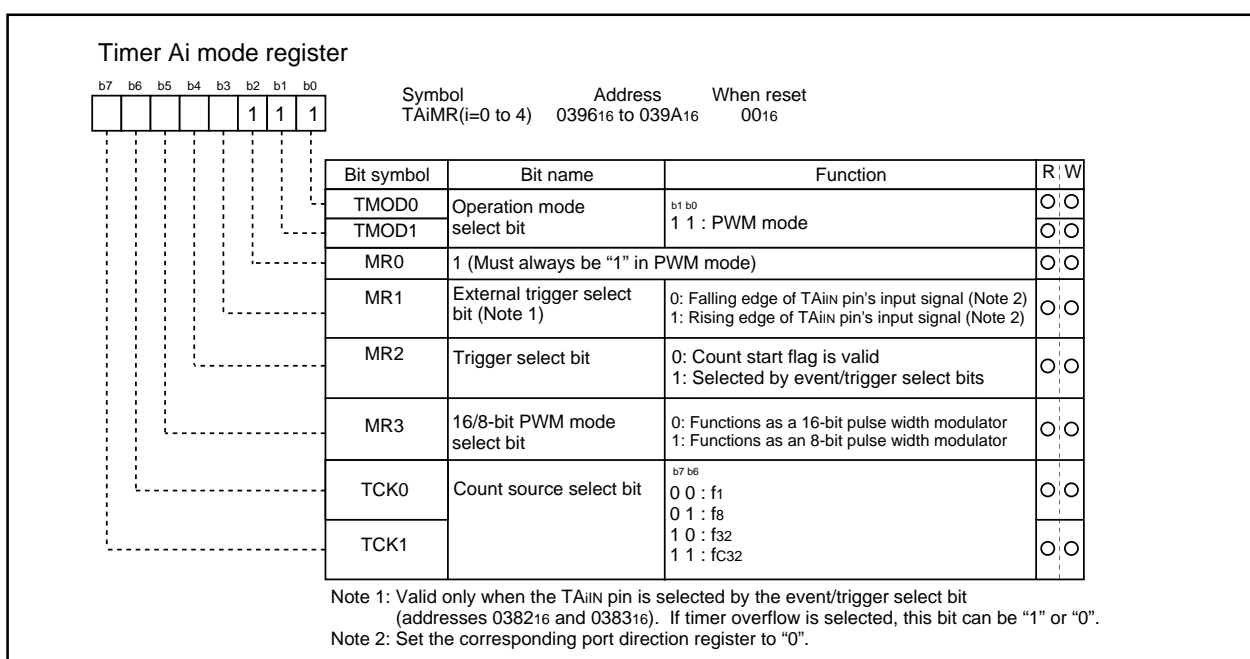 Timer Ai mode register
b7 b6 b5 b4 b3 b2 b1 b0
1 1 1
Symbol Address When reset
TAiMR(i=0 to 4) 039616 to 039A16 0016
Bit symbol Bit name Function R W
TMOD0 Operation mode select bit b1 b0
1 1 : PWM mode
TMOD1
MR0 1 (Must always be “1” in PWM mode)
MR1 External trigger select bit (Note 1) 0: Falling edge of TAiIN pin's input signal (Note 2)
1: Rising edge of TAiIN pin's input signal (Note 2)
MR2 Trigger select bit 0: Count start flag is valid
1: Selected by event/trigger select bits
MR3 16/8-bit PWM mode select bit 0: Functions as a 16-bit pulse width modulator
1: Functions as an 8-bit pulse width modulator
TCK0 Count source select bit b7 b6
0 0 : f1
0 1 : f8
1 0 : f32
1 1 : fC32
TCK1
Note 1: Valid only when the TAiIN pin is selected by the event/trigger select bit
(addresses 038216 and 038316). If timer overflow is selected, this bit can be “1” or “0”.
Note 2: Set the corresponding port direction register to “0”.